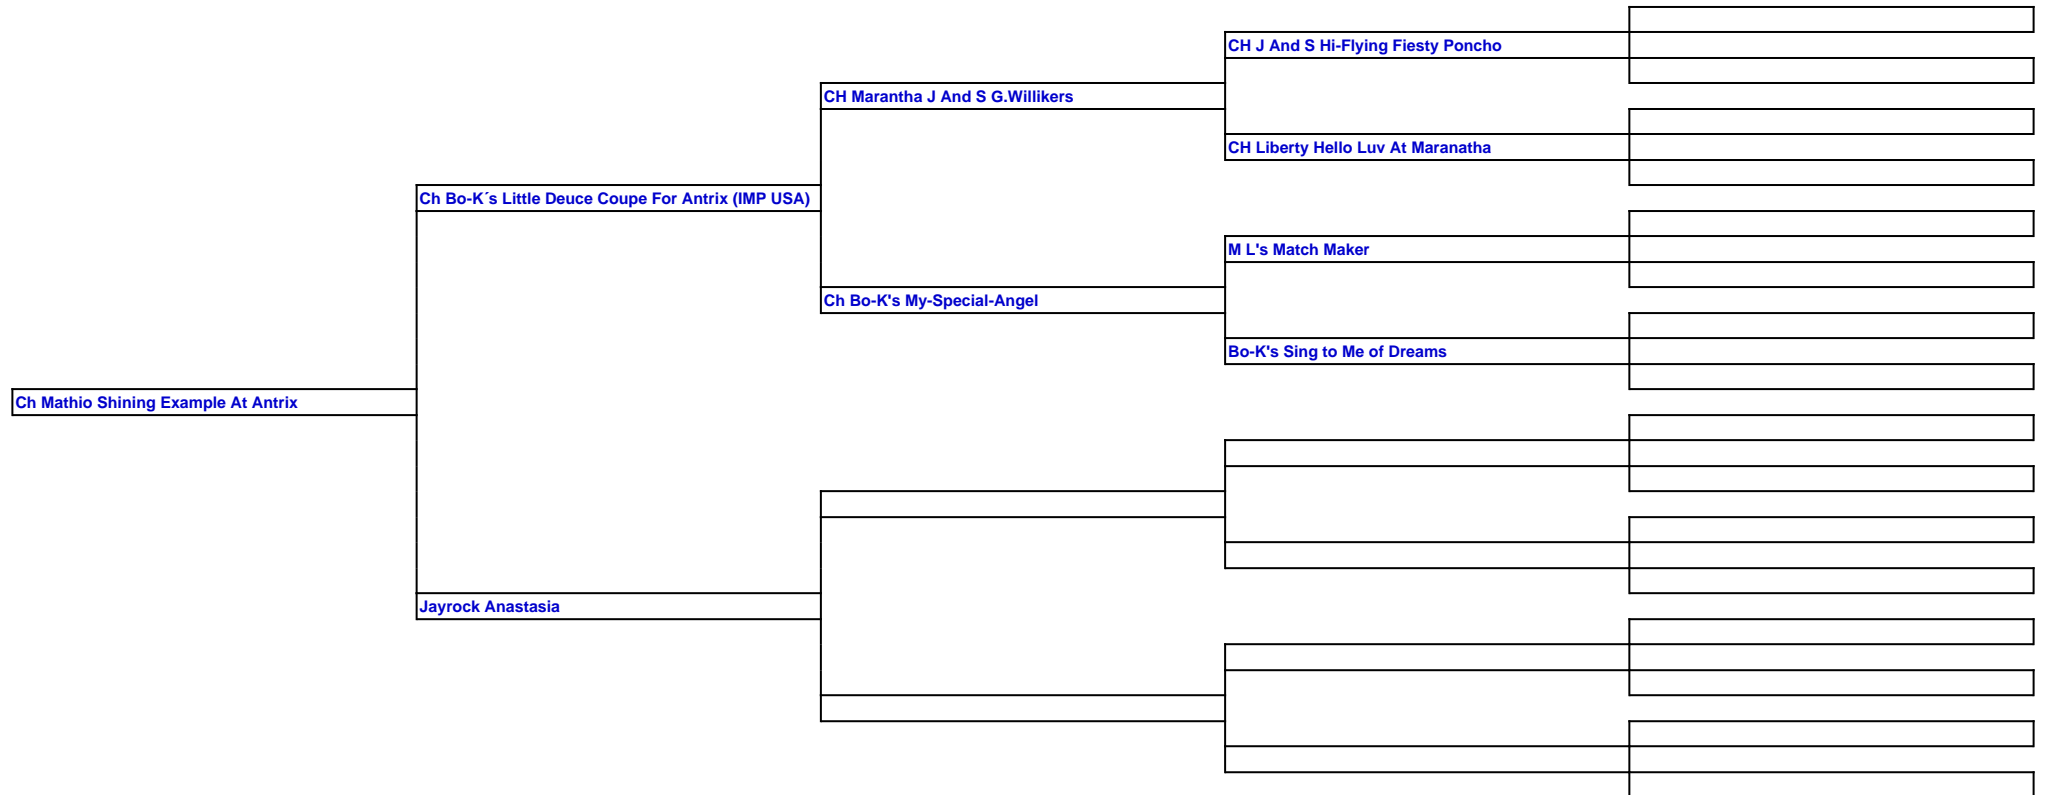 CH J And S Hi-Flying Fiesty Poncho
CH Marantha J And S G.Willikers
CH Liberty Hello Luv At Maranatha
Ch Bo-K´s Little Deuce Coupe For Antrix (IMP USA)
M L's Match Maker
Ch Bo-K's My-Special-Angel
Bo-K's Sing to Me of Dreams
Ch Mathio Shining Example At Antrix
Jayrock Anastasia